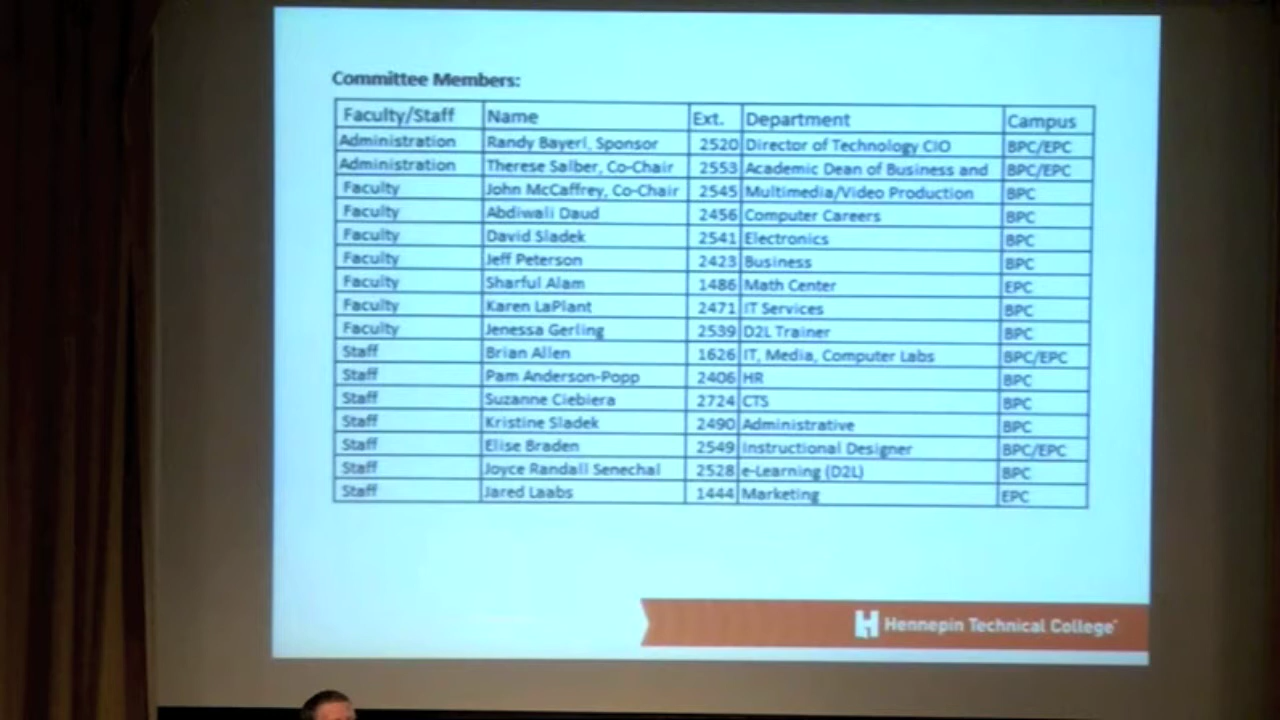 Committee Members:
Faculty/Staff Name Ext. Department Campus
Administration Randy Bayerl, Sponsor 2520 Director of Technology CIO BPC/EPC
Administration Therese Salber, Co-Chair 2553 Academic Dean of Business and BPC/EPC
Faculty John McCaffrey, Co-Chair 2545 Multimedia/Video Production BPC
Faculty Abdiwali Daud 2456 Computer Careers BPC
Faculty David Sladek 2541 Electronics BPC
Faculty Jeff Peterson 2423 Business BPC
Faculty Sharful Alam 1486 Math Center EPC
Faculty Karen LaPlant 2471 IT Services BPC
Faculty Jenessa Gerling 2539 D2L Trainer BPC
Staff Brian Allen 1626 IT, Media, Computer Labs BPC/EPC
Staff Pam Anderson-Popp 2406 HR BPC
Staff Suzanne Ciebiera 2724 CTS BPC
Staff Kristine Sladek 2490 Administrative BPC
Staff Elise Braden 2549 Instructional Designer BPC/EPC
Staff Joyce Randall Senechal 2528 e-Learning (D2L) BPC
Staff Jared Laabs 1444 Marketing EPC
Hennepin Technical College